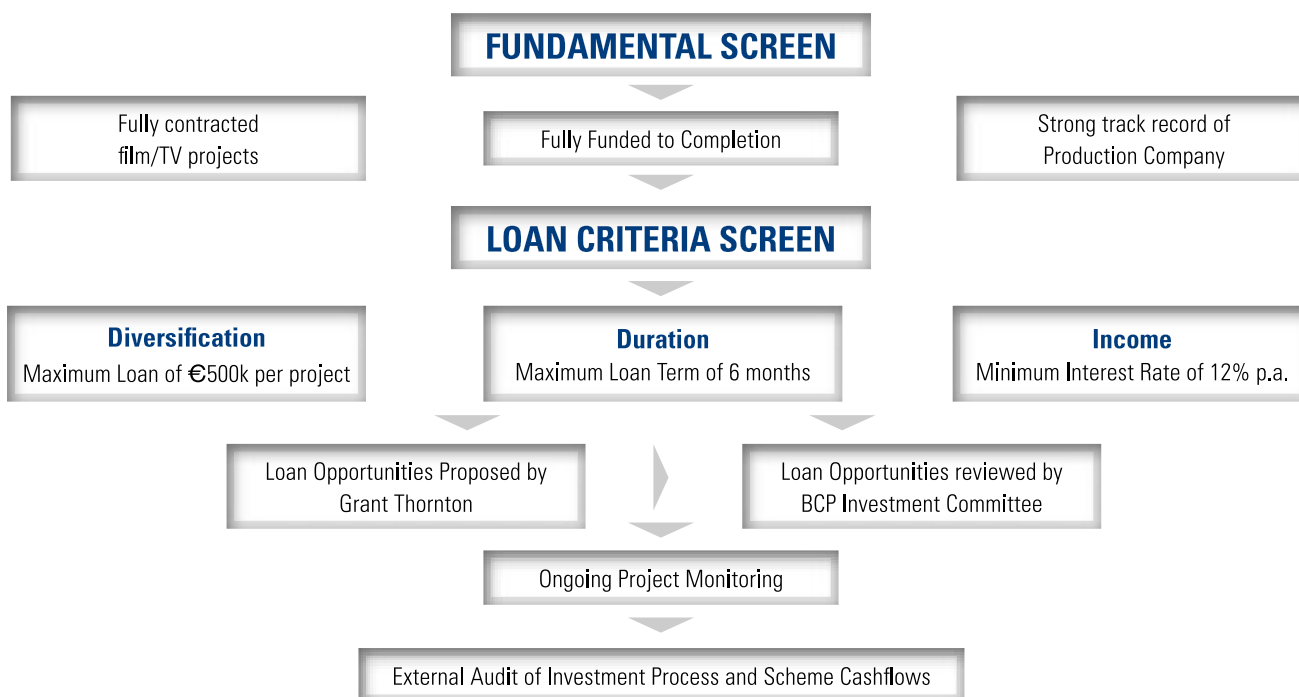 FUNDAMENTAL SCREEN
Fully contracted
film/TV projects
Fully Funded to Completion
Strong track record of
Production Company
LOAN CRITERIA SCREEN
Diversification
Maximum Loan of €500k per project
Duration
Maximum Loan Term of 6 months
Income
Minimum Interest Rate of 12% p.a.
Loan Opportunities Proposed by
Grant Thornton
Loan Opportunities reviewed by
BCP Investment Committee
Ongoing Project Monitoring
External Audit of Investment Process and Scheme Cashflows